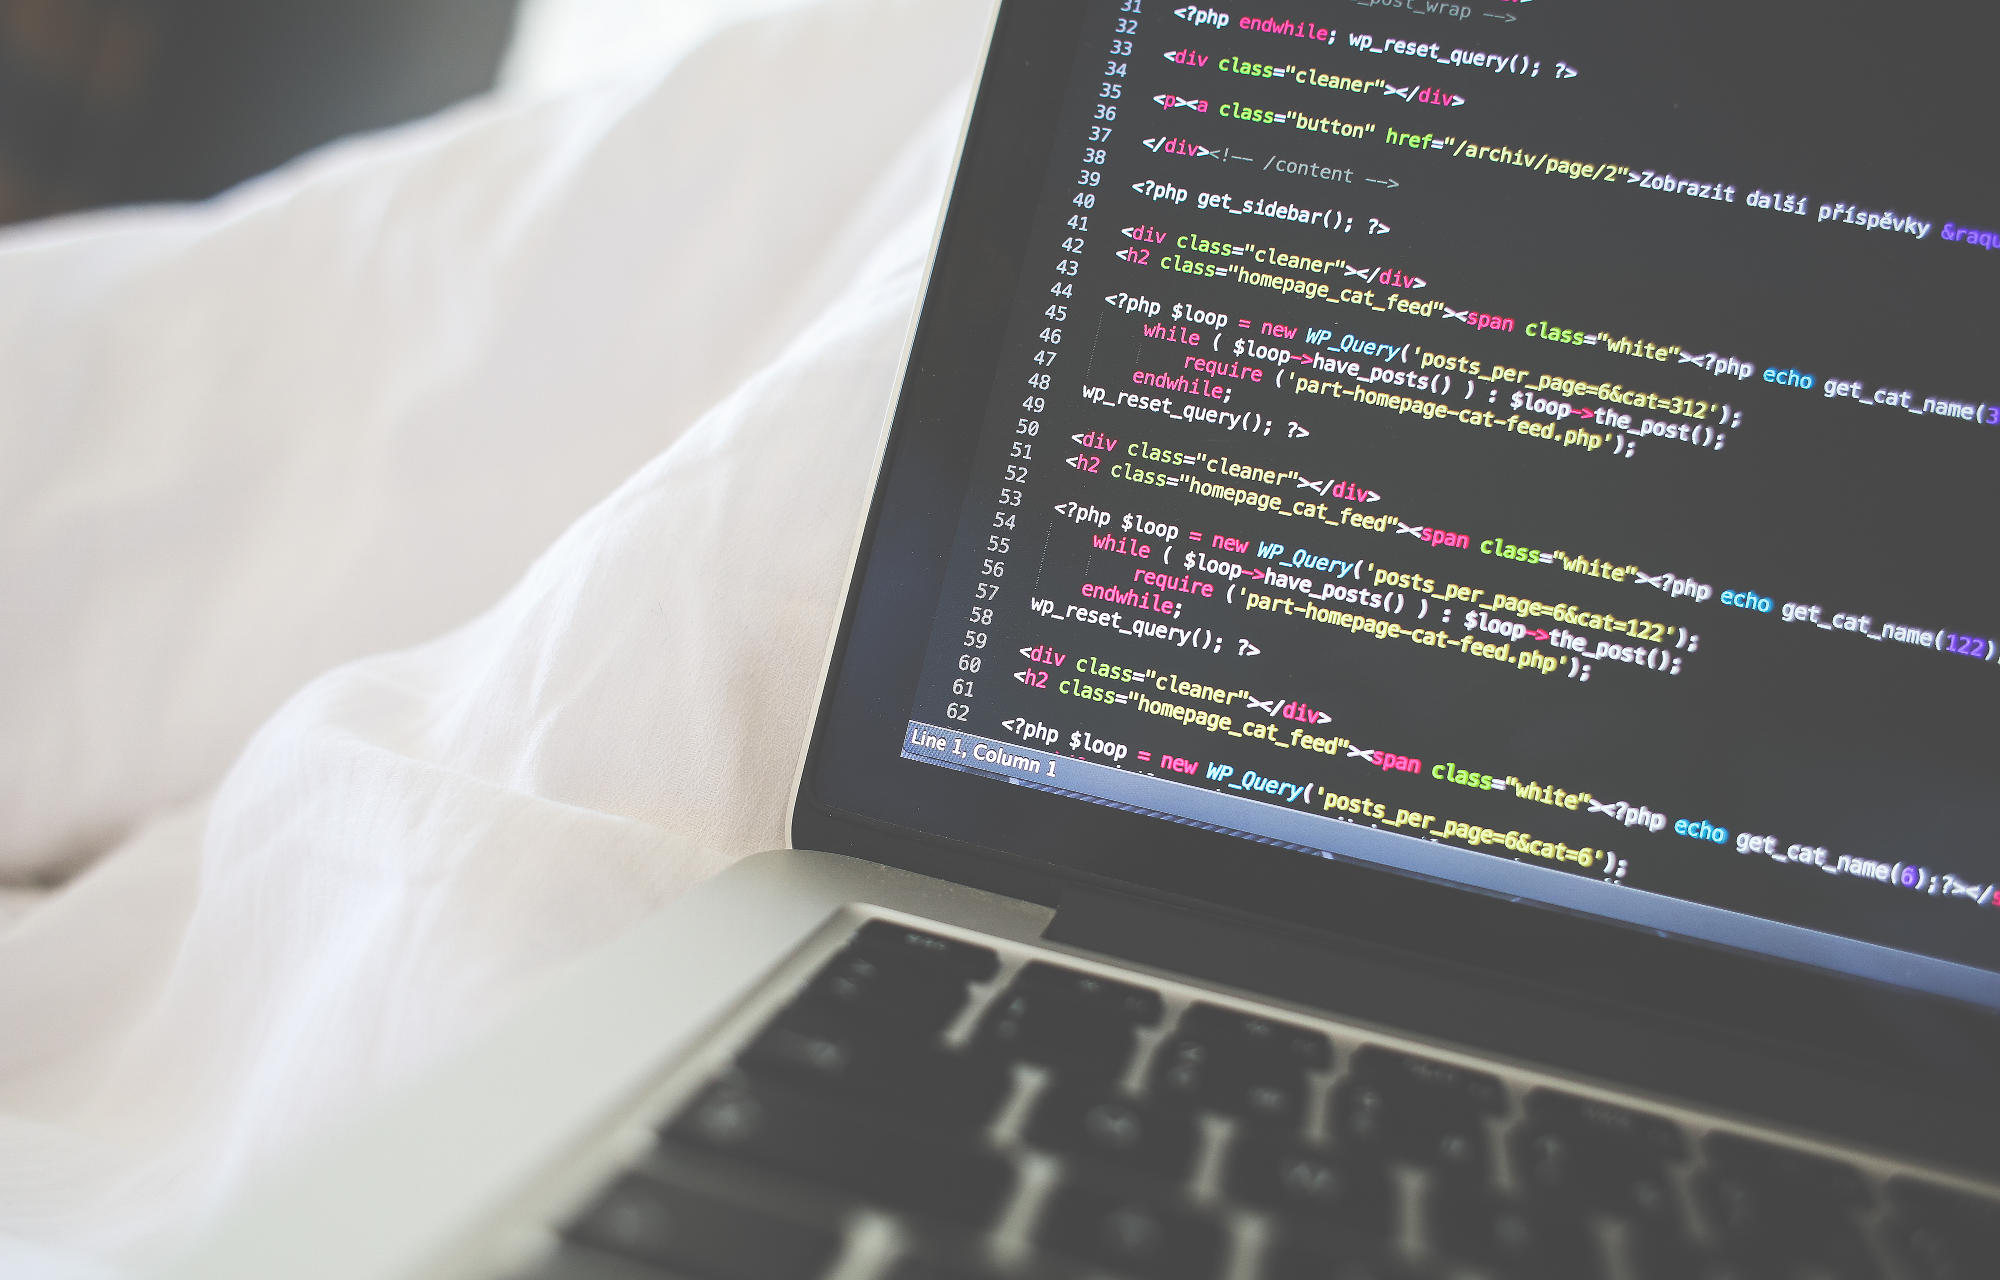 31 _post_wrap -->
32 <?php endwhile; wp_reset_query(); ?>
33
34 <div class="cleaner"></div>
35
36 <p><a class="button" href="/archiv/page/2">Zobrazit další příspěvky &raqu
37
38 </div><!-- /content -->
39
40 <?php get_sidebar(); ?>
41
42 <div class="cleaner"></div>
43 <h2 class="homepage_cat_feed"><span class="white"><?php echo get_cat_name(3
44
45 <?php $loop = new WP_Query('posts_per_page=6&cat=312');
46 while ( $loop->have_posts() ) : $loop->the_post();
47 require ('part-homepage-cat-feed.php');
48 endwhile;
49 wp_reset_query(); ?>
50
51 <div class="cleaner"></div>
52 <h2 class="homepage_cat_feed"><span class="white"><?php echo get_cat_name(122);
53
54 <?php $loop = new WP_Query('posts_per_page=6&cat=122');
55 while ( $loop->have_posts() ) : $loop->the_post();
56 require ('part-homepage-cat-feed.php');
57 endwhile;
58 wp_reset_query(); ?>
59
60 <div class="cleaner"></div>
61 <h2 class="homepage_cat_feed"><span class="white"><?php echo get_cat_name(6);?></s
62
<?php $loop = new WP_Query('posts_per_page=6&cat=6');
Line 1, Column 1